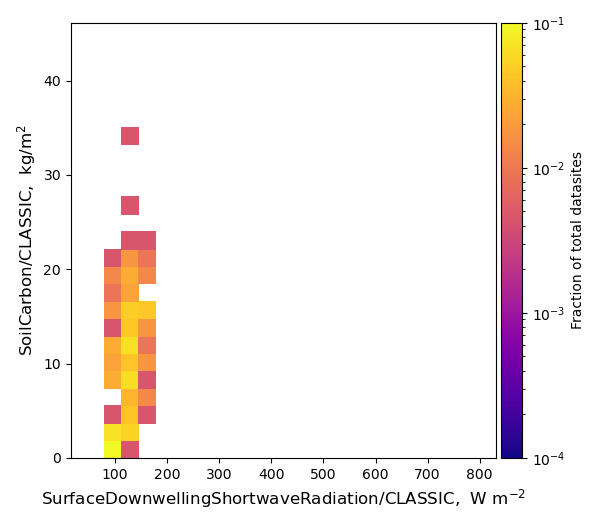 10⁻¹
40
10⁻²
30
SoilCarbon/CLASSIC, kg/m²
Fraction of total datasites
20
10⁻³
10
0
10⁻⁴
100 200 300 400 500 600 700 800
SurfaceDownwellingShortwaveRadiation/CLASSIC, W m⁻²